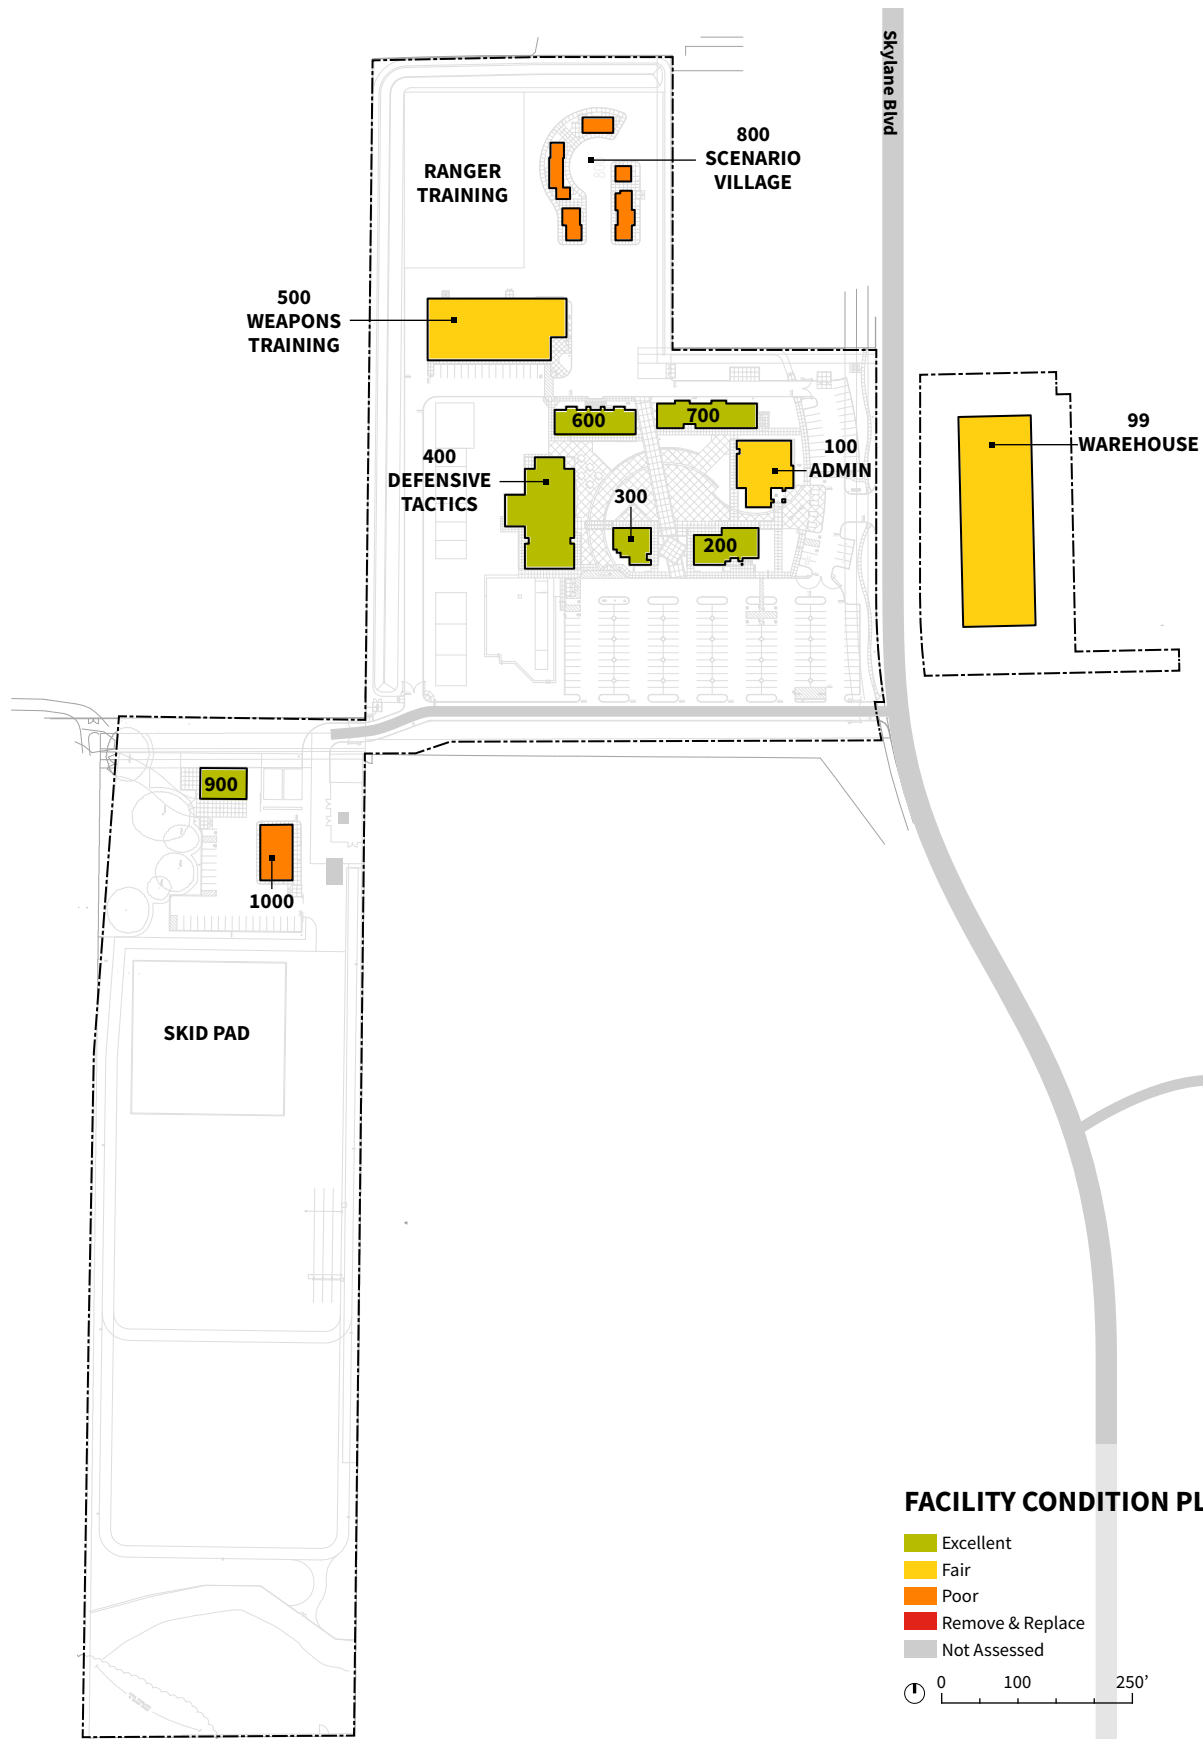 Skylane Blvd
800
SCENARIO
VILLAGE
RANGER
TRAINING
500
WEAPONS
TRAINING
600
700
99
WAREHOUSE
100
ADMIN
400
DEFENSIVE
TACTICS
300
200
900
1000
SKID PAD
FACILITY CONDITION PL
Excellent
Fair
Poor
Remove & Replace
Not Assessed
0 100 250’